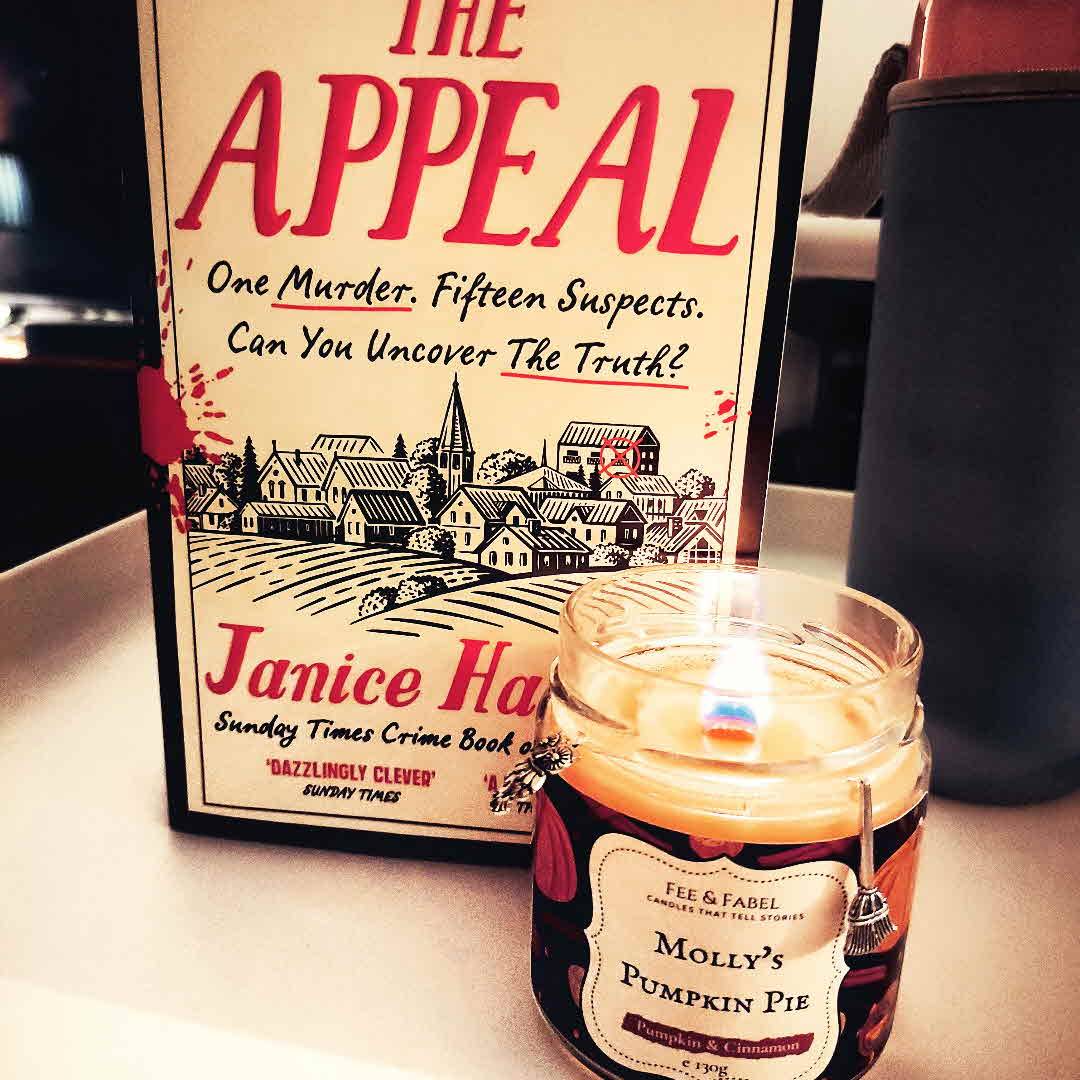 THE
APPEAL
One Murder. Fifteen Suspects.
Can You Uncover The Truth?
Janice Ha
Sunday Times Crime Book o
'DAZZLINGLY CLEVER'
SUNDAY TIMES
'A
FEE & FABEL
CANDLES THAT TELL STORIES
MOLLY'S
PUMPKIN PIE
Pumpkin & Cinnamon
e 130g